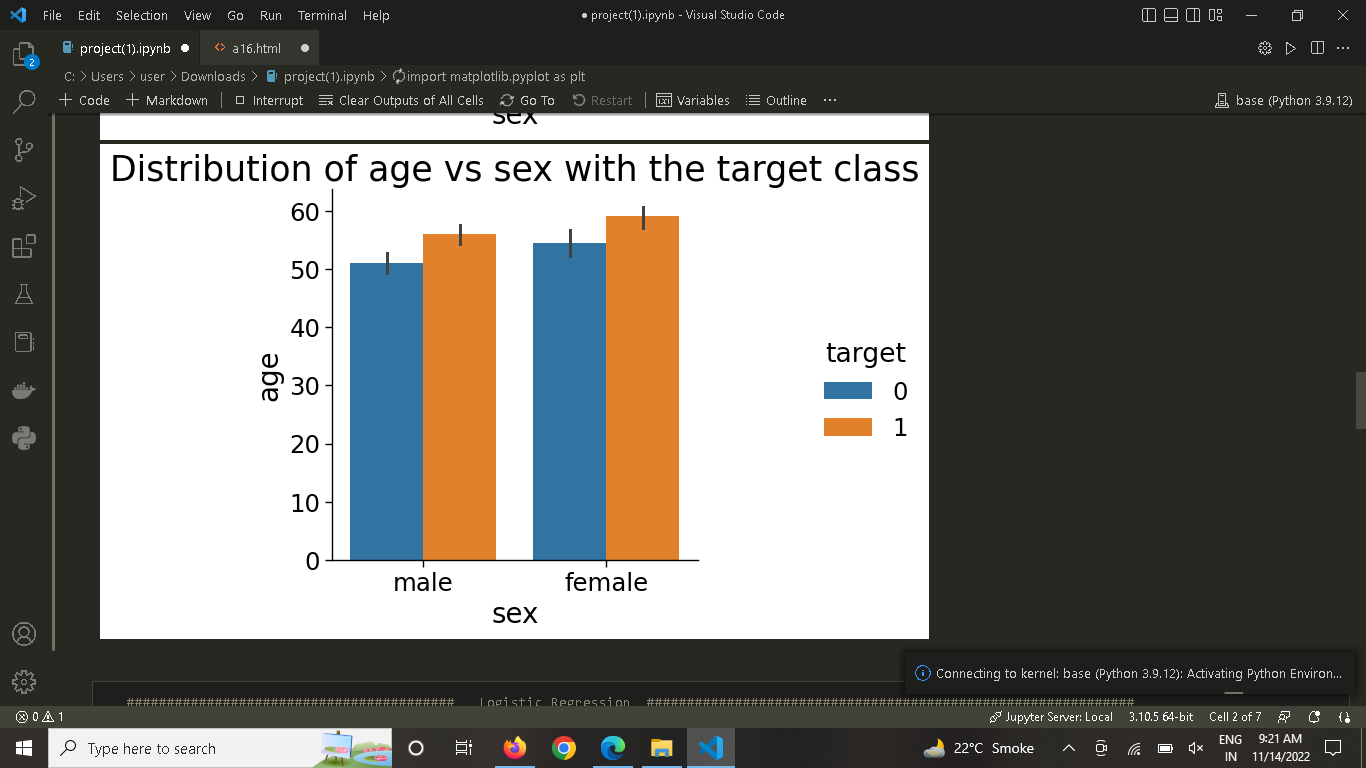 File Edit Selection View Go Run Terminal Help
● project(1).ipynb - Visual Studio Code
project(1).ipynb ●
a16.html ●
C: > Users > user > Downloads > project(1).ipynb > import matplotlib.pyplot as plt
+ Code + Markdown Interrupt Clear Outputs of All Cells Go To Restart Variables Outline ··· base (Python 3.9.12)
2
sex
Distribution of age vs sex with the target class
60
50
40
30
20
10
0
age
male female
sex
target
0
1
Connecting to kernel: base (Python 3.9.12): Activating Python Environ...
Logistic Regression
0 1 Jupyter Server: Local 3.10.5 64-bit Cell 2 of 7
Type here to search
22°C Smoke
ENG
IN
9:21 AM
11/14/2022